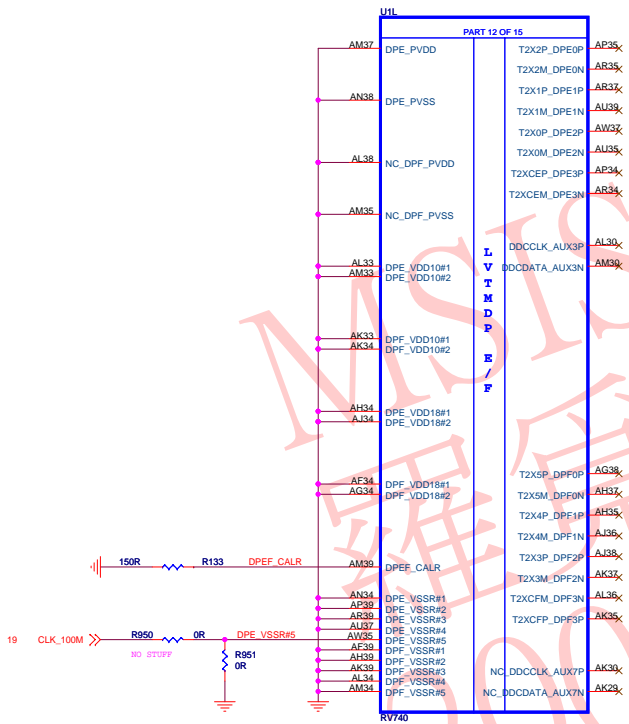 U1L
PART 12 OF 15
AM37 DPE_PVDD
AN38 DPE_PVSS
AL38 NC_DPF_PVDD
AM35 NC_DPF_PVSS
AL33 DPE_VDD10#1
AM33 DPE_VDD10#2
AK33 DPF_VDD10#1
AK34 DPF_VDD10#2
AH34 DPE_VDD18#1
AJ34 DPE_VDD18#2
AF34 DPF_VDD18#1
AG34 DPF_VDD18#2
150R R133 DPEF_CALR AM39 DPEF_CALR
AN34 DPE_VSSR#1
AP39 DPE_VSSR#2
AR39 DPE_VSSR#3
AU37 DPE_VSSR#4
19 CLK_100M R950 0R DPE_VSSR#5 AW35 DPE_VSSR#5
NO STUFF
R951
0R
AF39 DPF_VSSR#1
AH39 DPF_VSSR#2
AK39 DPF_VSSR#3
AL34 DPF_VSSR#4
AM34 DPF_VSSR#5
LVTMDP E/F
T2X2P_DPE0P AP35
T2X2M_DPE0N AR35
T2X1P_DPE1P AR37
T2X1M_DPE1N AU39
T2X0P_DPE2P AW37
T2X0M_DPE2N AU35
T2XCEP_DPE3P AP34
T2XCEM_DPE3N AR34
DDCCLK_AUX3P AL30
DDCDATA_AUX3N AM30
T2X5P_DPF0P AG38
T2X5M_DPF0N AH37
T2X4P_DPF1P AH35
T2X4M_DPF1N AJ36
T2X3P_DPF2P AJ38
T2X3M_DPF2N AK37
T2XCFM_DPF3N AL36
T2XCFP_DPF3P AK35
NC_DDCCLK_AUX7P AK30
NC_DDCDATA_AUX7N AK29
RV740
MSIS
羅